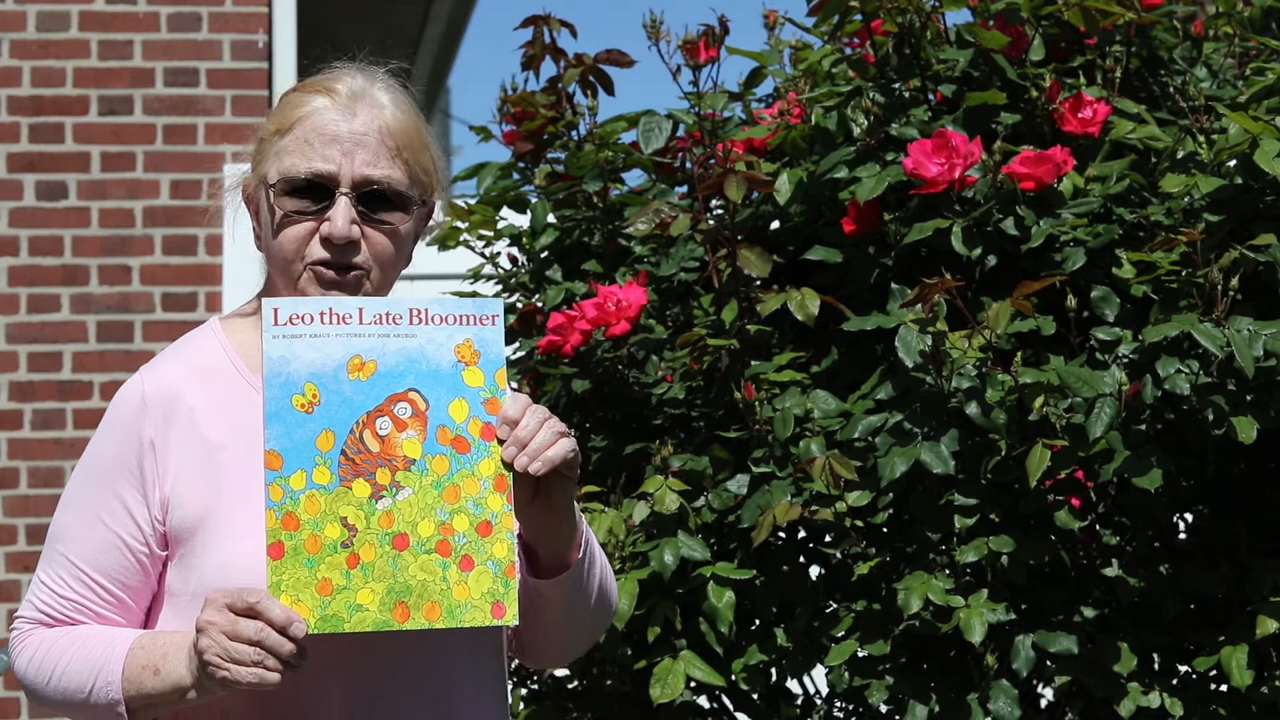 Leo the Late Bloomer
BY ROBERT KRAUS • PICTURES BY JOSE ARUEGO